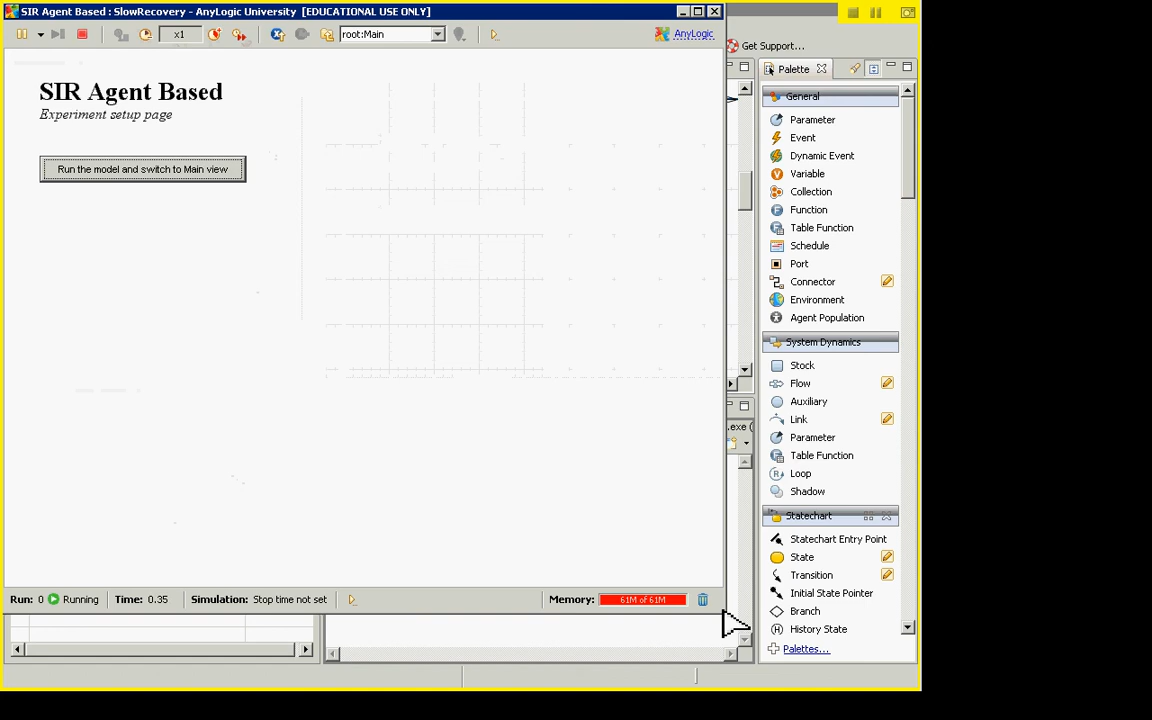 SIR Agent Based : SlowRecovery - AnyLogic University [EDUCATIONAL USE ONLY]
x1
root:Main
AnyLogic
Get Support...
SIR Agent Based
Experiment setup page
Run the model and switch to Main view
Palette
General
Parameter
Event
Dynamic Event
Variable
Collection
Function
Table Function
Schedule
Port
Connector
Environment
Agent Population
System Dynamics
Stock
Flow
Auxiliary
Link
Parameter
Table Function
Loop
Shadow
Statechart
Statechart Entry Point
State
Transition
Initial State Pointer
Branch
History State
Palettes...
.exe (
Run: 0 Running Time: 0.35 Simulation: Stop time not set Memory: 61M of 61M